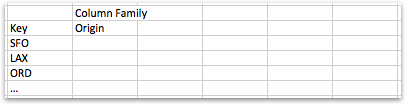 Column Family
Key Origin
SFO
LAX
ORD
...